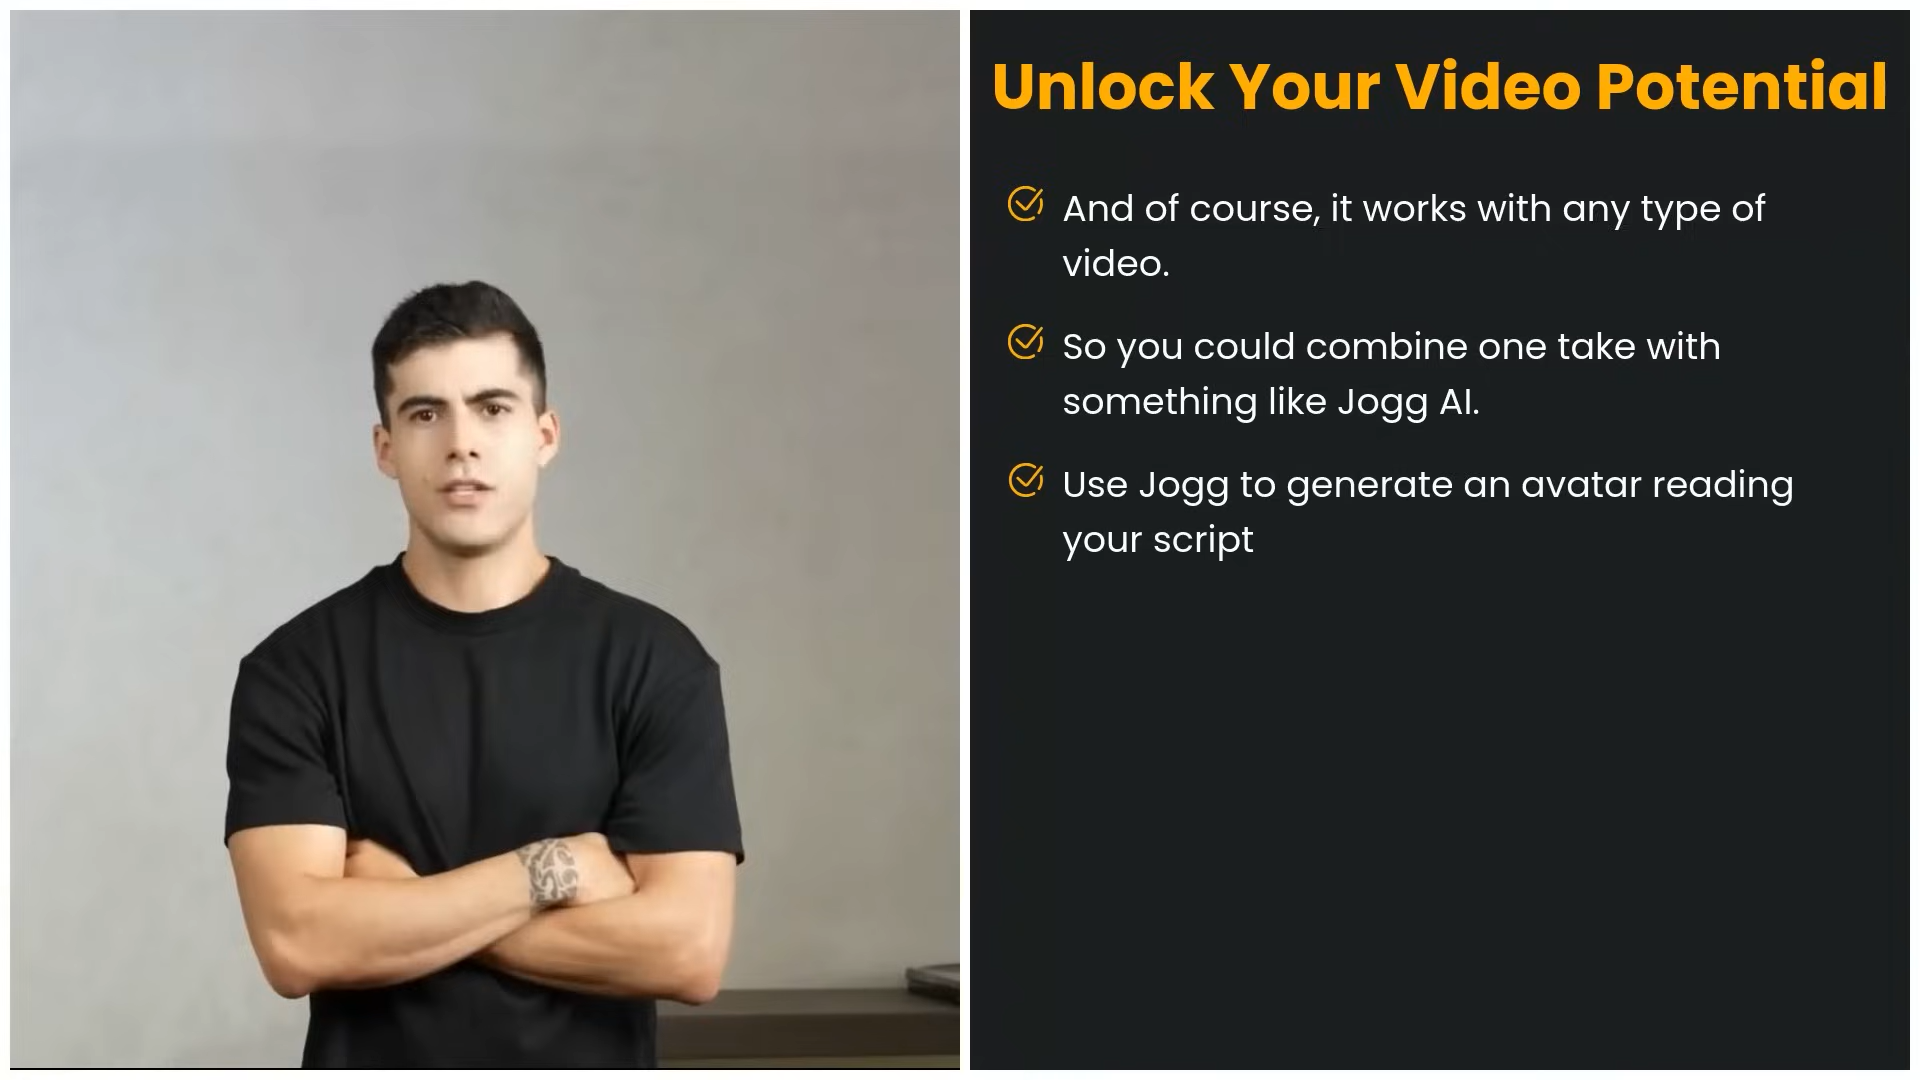 Unlock Your Video Potential
And of course, it works with any type of
video.
So you could combine one take with
something like Jogg AI.
Use Jogg to generate an avatar reading
your script